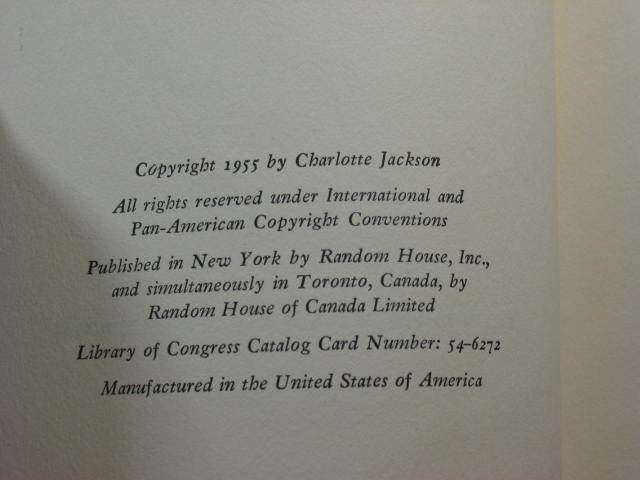 Copyright 1955 by Charlotte Jackson
All rights reserved under International and
Pan-American Copyright Conventions
Published in New York by Random House, Inc.,
and simultaneously in Toronto, Canada, by
Random House of Canada Limited
Library of Congress Catalog Card Number: 54-6272
Manufactured in the United States of America